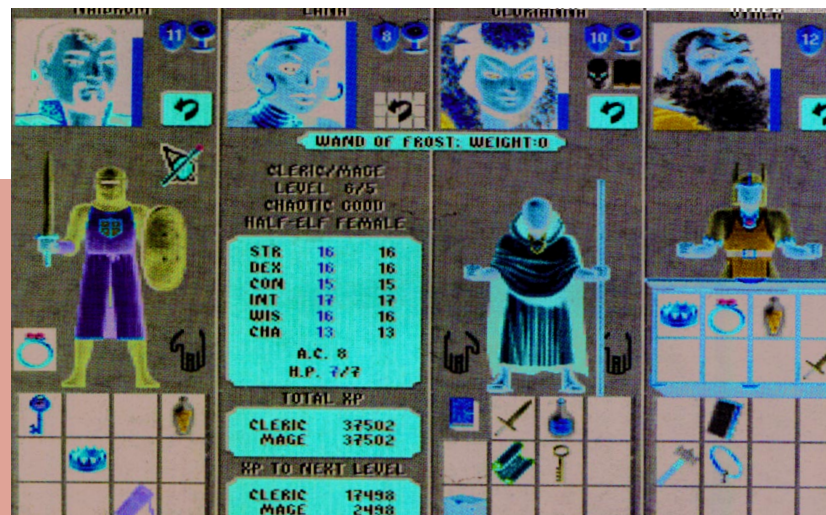 11
8
10
12
WAND OF FROST: WEIGHT:0
CLERIC/MAGE
LEVEL 6/5
CHAOTIC GOOD
HALF-ELF FEMALE
STR 16 16
DEX 16 16
CON 15 15
INT 17 17
WIS 16 16
CHA 13 13
A.C. 8
H.P. 7/7
TOTAL XP
CLERIC 37502
MAGE 37502
XP TO NEXT LEVEL
CLERIC 17498
MAGE 2498